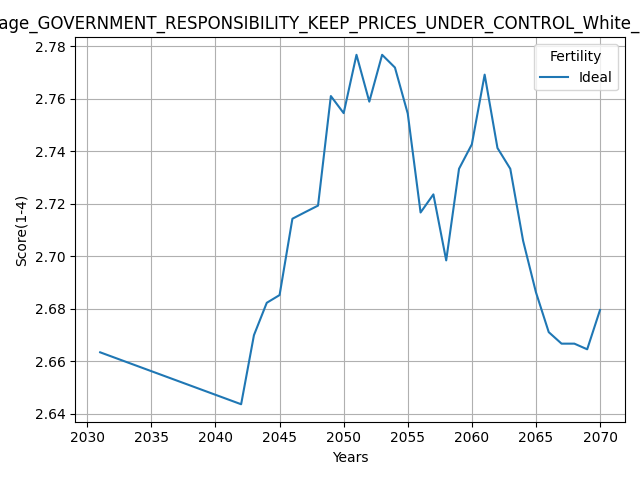 age_GOVERNMENT_RESPONSIBILITY_KEEP_PRICES_UNDER_CONTROL_White_
2.78
2.76
2.74
2.72
2.70
2.68
2.66
2.64
Score(1-4)
Fertility
Ideal
2030 2035 2040 2045 2050 2055 2060 2065 2070
Years